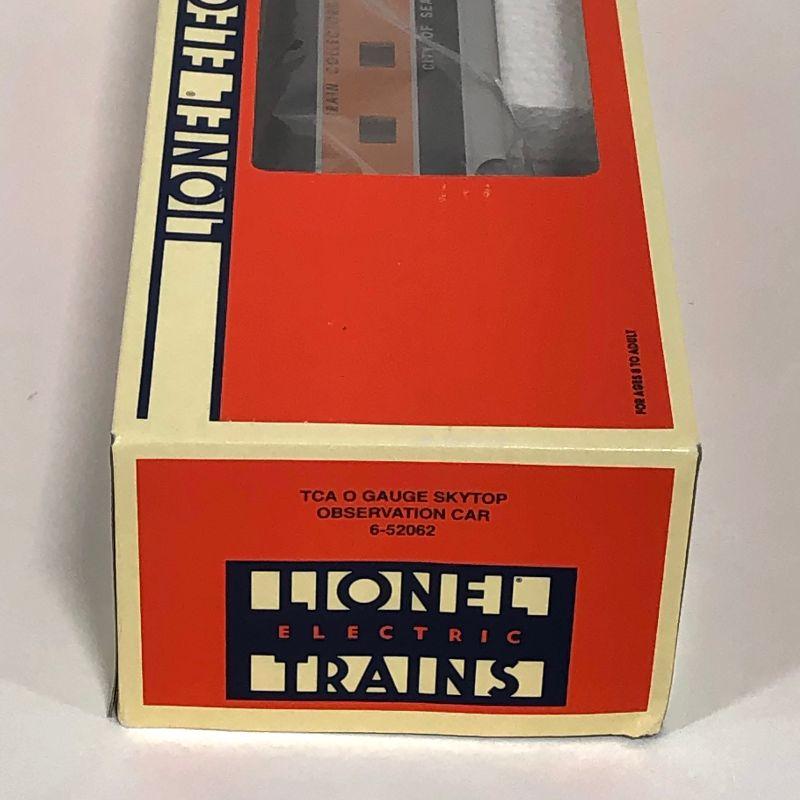 LIONEL ELEC
TRAIN COLLECTORS
CITY OF SEA
FOR AGES 8 TO ADULT
TCA O GAUGE SKYTOP
OBSERVATION CAR
6-52062
LIONEL®
ELECTRIC
TRAINS